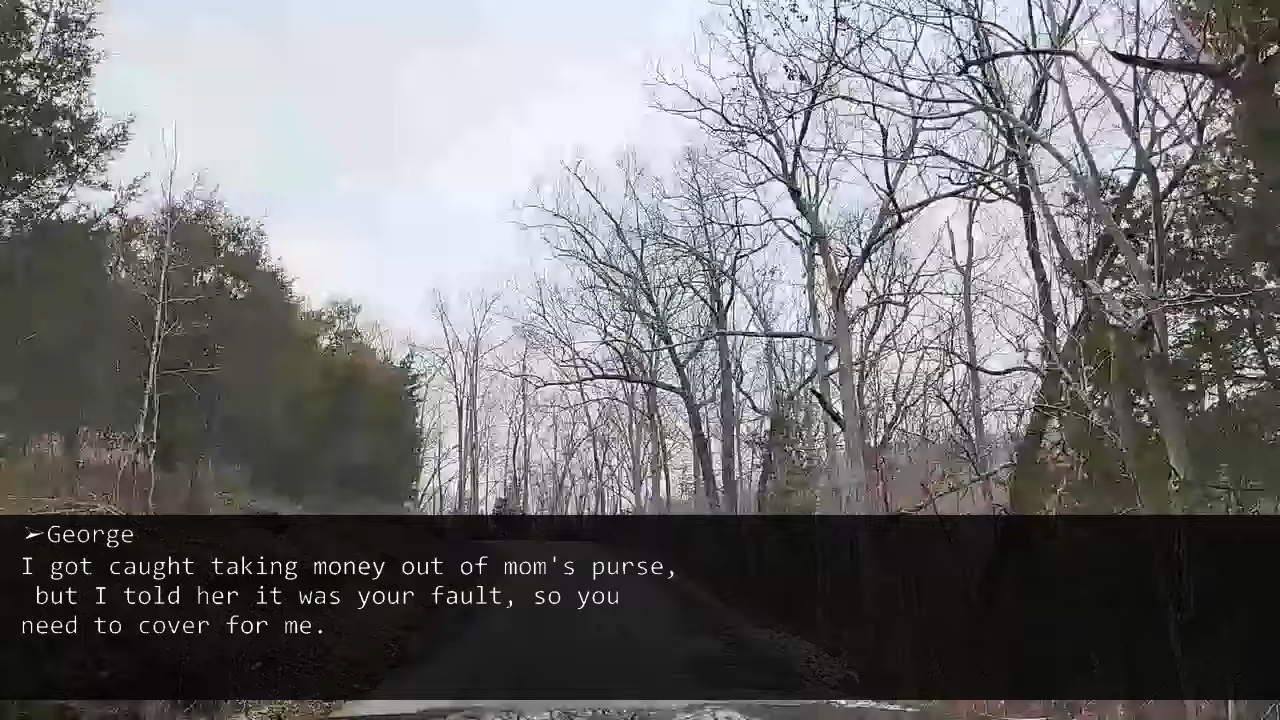 ➢George
I got caught taking money out of mom's purse,
but I told her it was your fault, so you
need to cover for me.